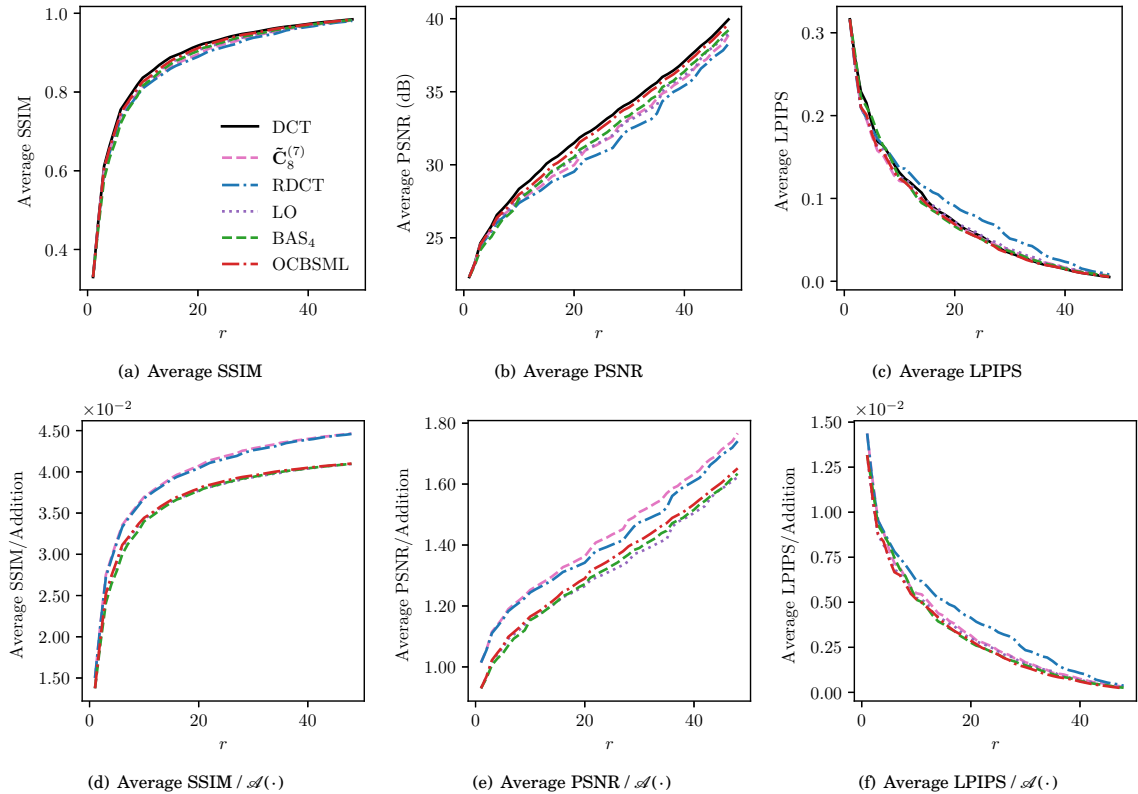 1.0
0.8
0.6
0.4
Average SSIM
DCT
C̃₈⁽⁷⁾
RDCT
LO
BAS₄
OCBSML
0
20
40
r
(a) Average SSIM
40
35
30
25
Average PSNR (dB)
0
20
40
r
(b) Average PSNR
0.3
0.2
0.1
0.0
Average LPIPS
0
20
40
r
(c) Average LPIPS
×10⁻²
4.50
4.00
3.50
3.00
2.50
2.00
1.50
Average SSIM/Addition
0
20
40
r
(d) Average SSIM / 𝒜(·)
1.80
1.60
1.40
1.20
1.00
Average PSNR/Addition
0
20
40
r
(e) Average PSNR / 𝒜(·)
×10⁻²
1.50
1.25
1.00
0.75
0.50
0.25
0.00
Average LPIPS/Addition
0
20
40
r
(f) Average LPIPS / 𝒜(·)